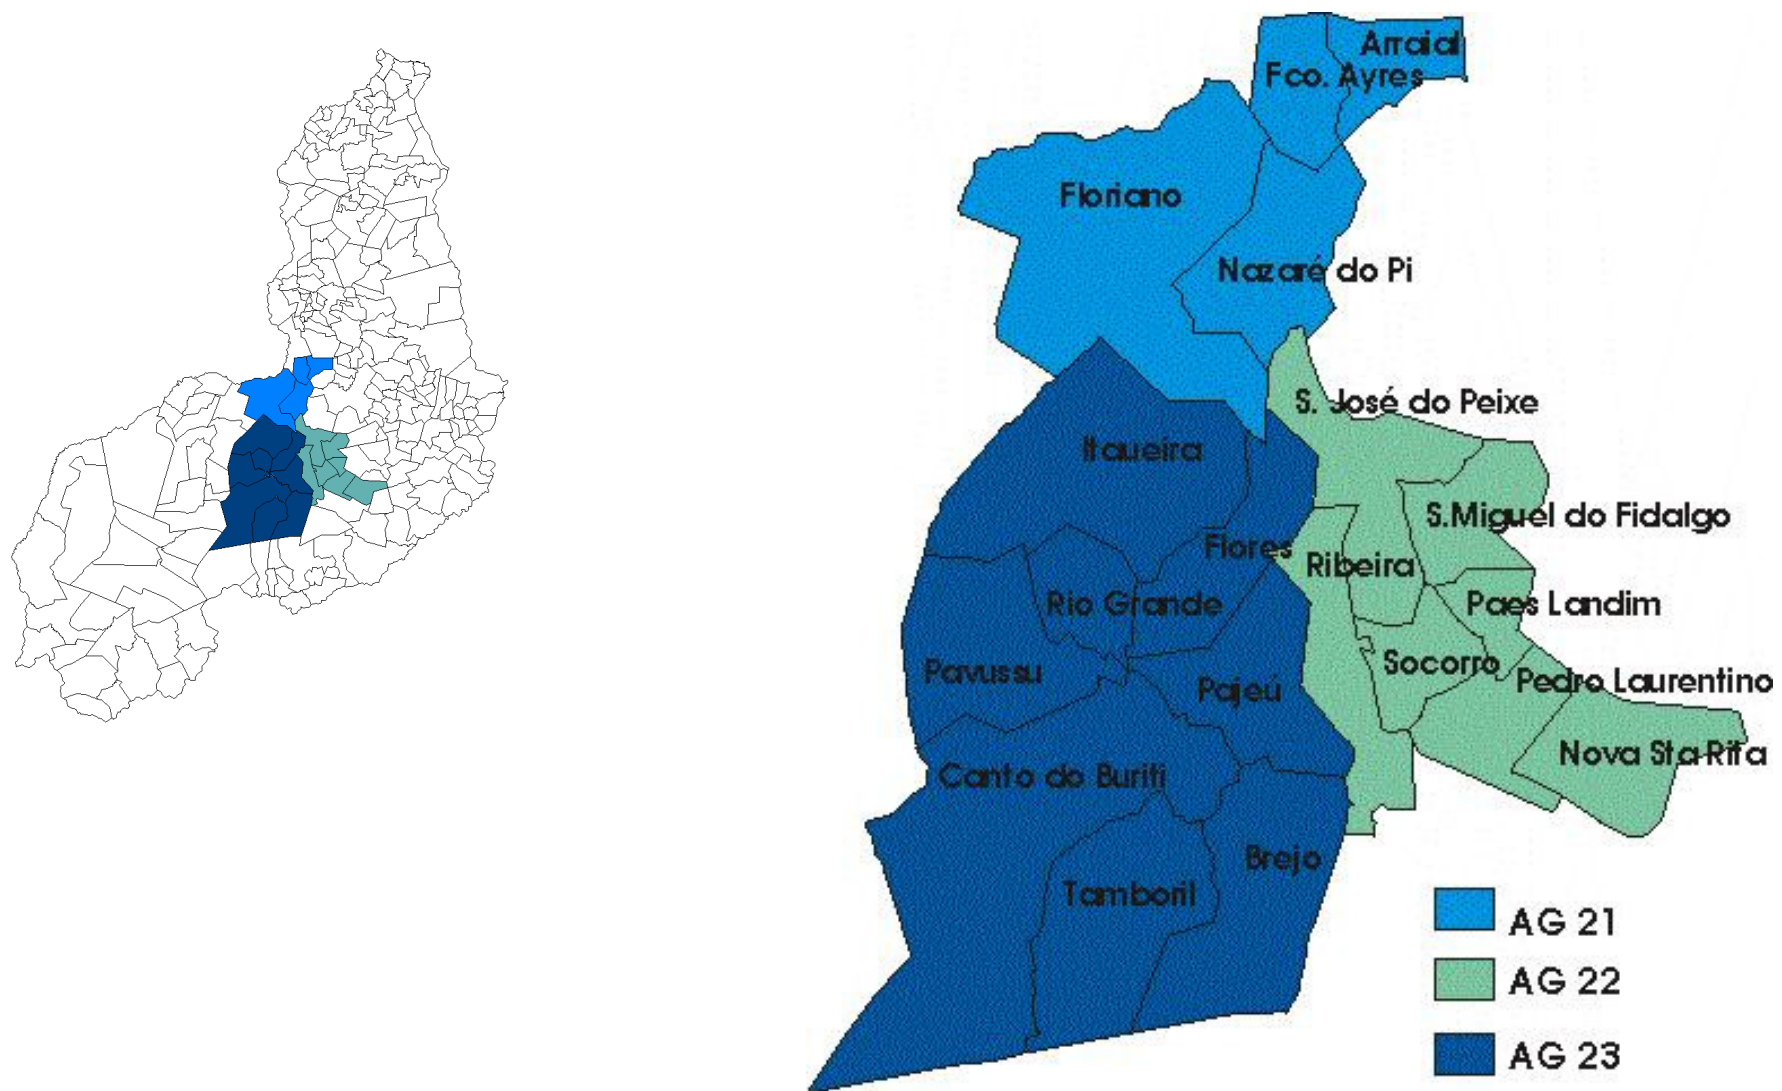 Arraial
Fco. Ayres
Floriano
Nazaré do Pi
S. José do Peixe
Itaueira
S.Miguel do Fidalgo
Flores
Ribeira
Rio Grande
Paes Landim
Socorro
Pavussu
Pajeú
Pedro Laurentino
Nova Sta Rita
Canto do Buriti
Brejo
Tamboril
AG 21
AG 22
AG 23